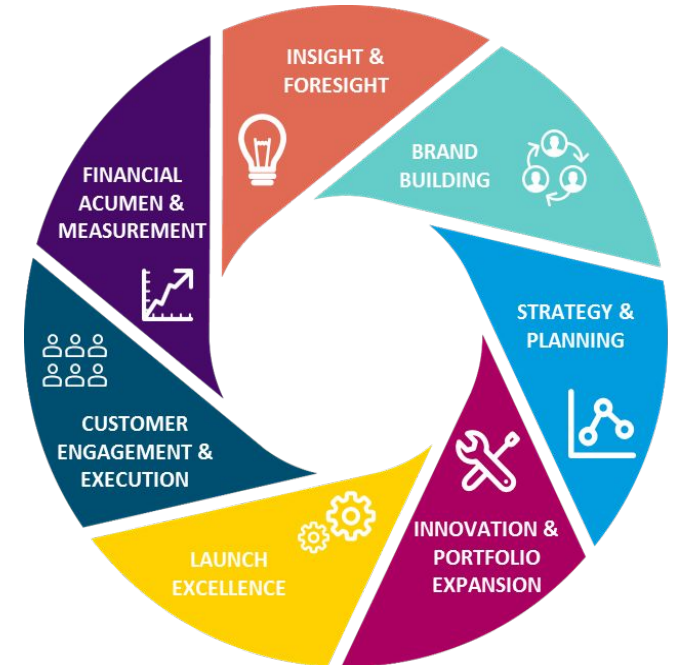 INSIGHT &
FORESIGHT
BRAND
BUILDING
STRATEGY &
PLANNING
INNOVATION &
PORTFOLIO
EXPANSION
LAUNCH
EXCELLENCE
CUSTOMER
ENGAGEMENT &
EXECUTION
FINANCIAL
ACUMEN &
MEASUREMENT